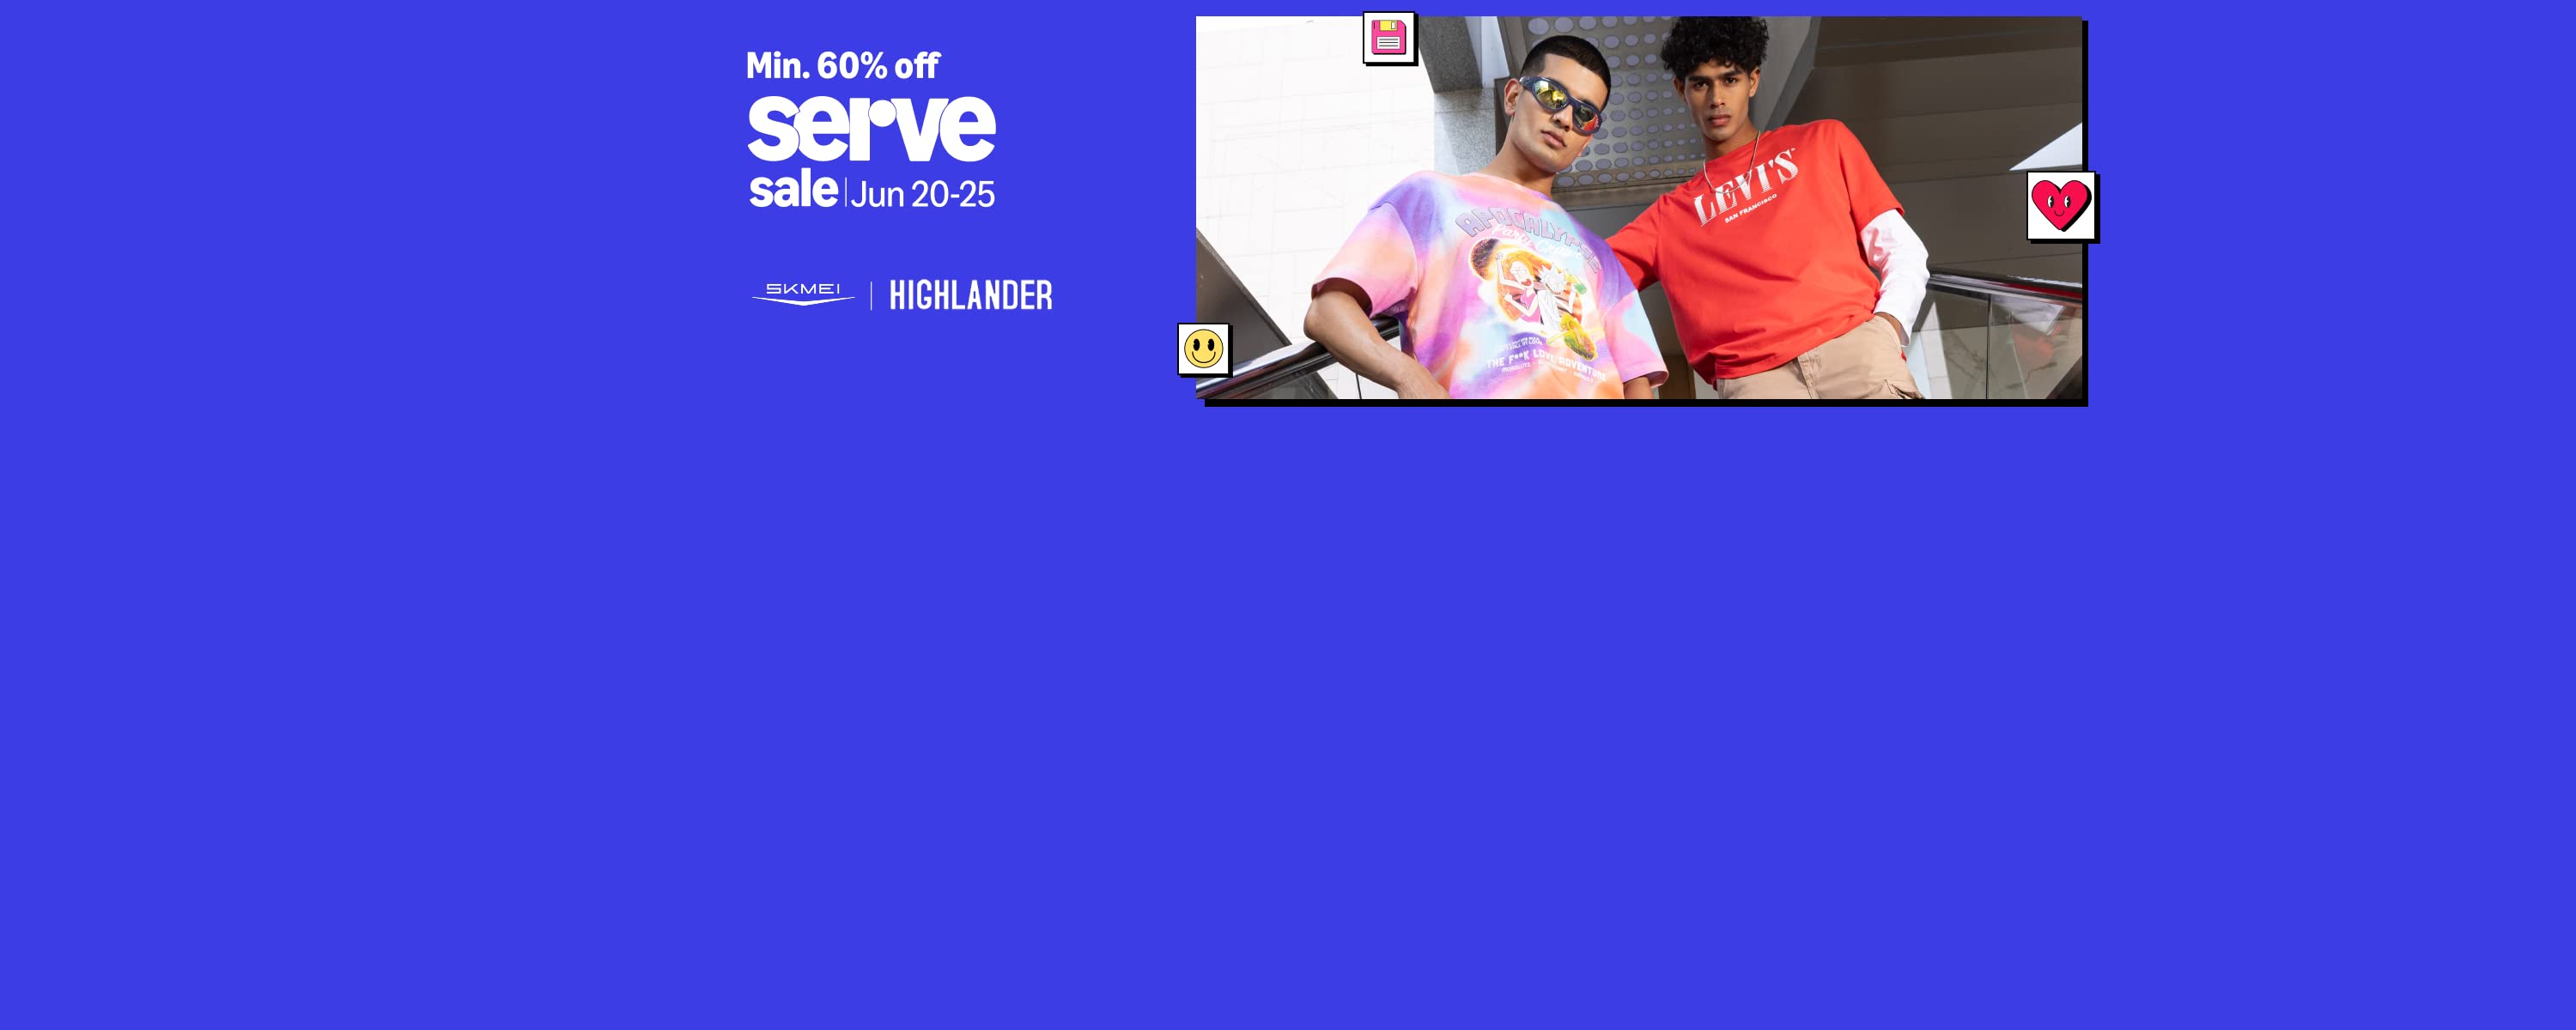 Min. 60% off
serve
sale | Jun 20-25
SKMEI | HIGHLANDER
LEVI'S
SAN FRANCISCO
APOCALYPSE
THE F**K LOVE ADVENTURE